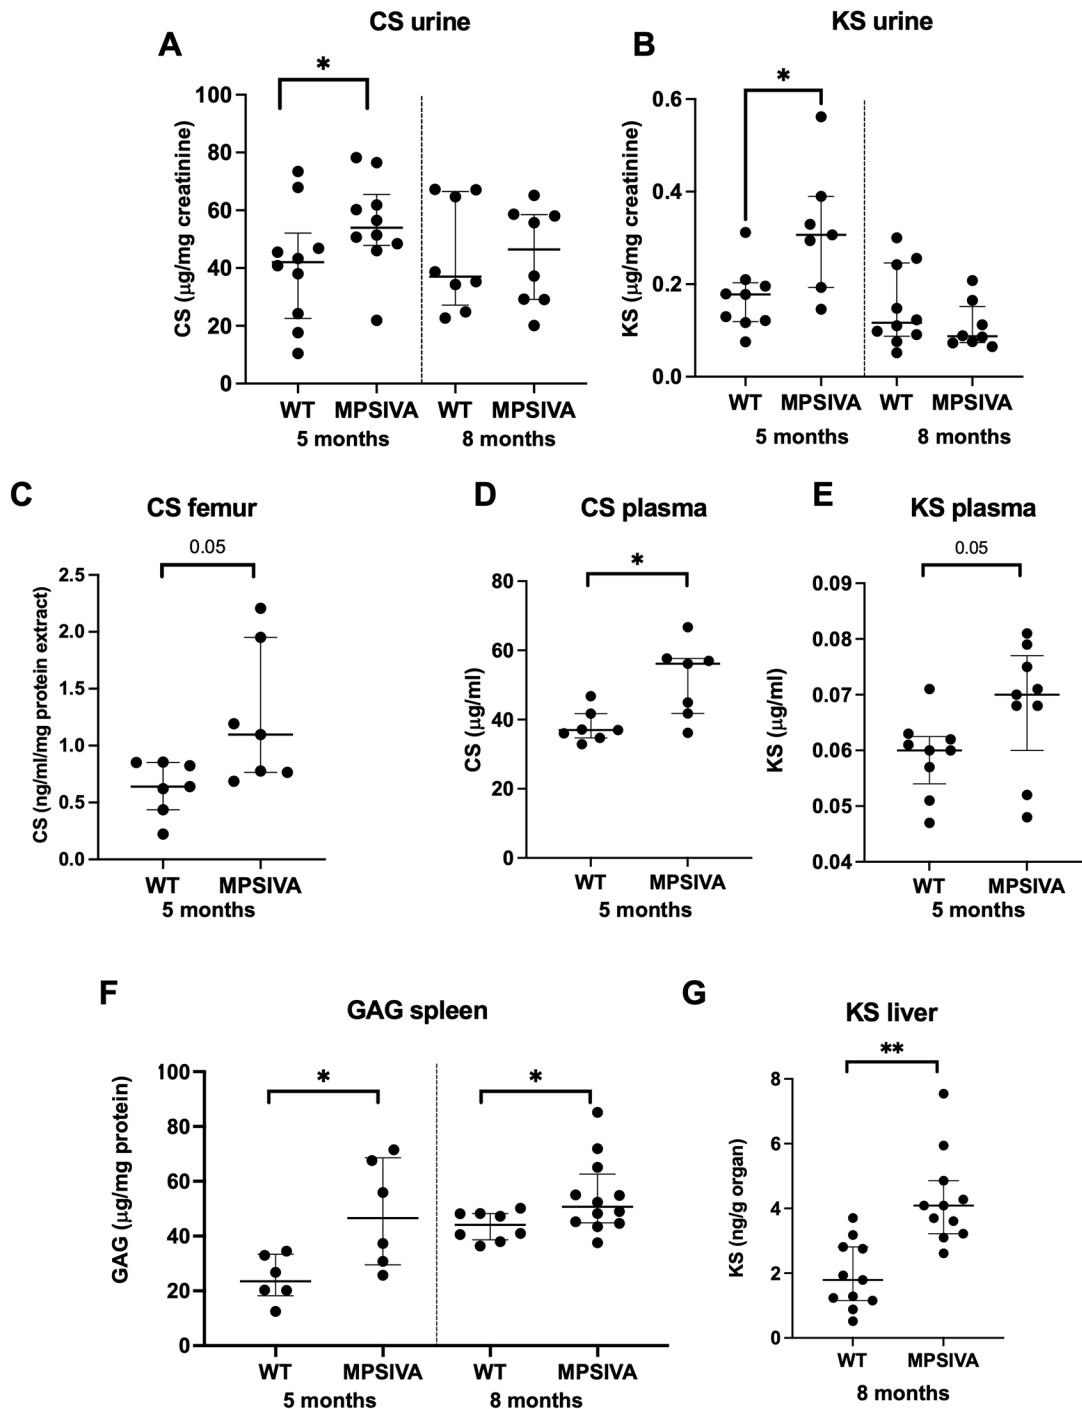 A
CS urine
*
CS (µg/mg creatinine)
100
80
60
40
20
0
WT MPSIVA WT MPSIVA
5 months 8 months
B
KS urine
*
KS (µg/mg creatinine)
0.6
0.4
0.2
0.0
WT MPSIVA WT MPSIVA
5 months 8 months
C
CS femur
0.05
CS (ng/ml/mg protein extract)
2.5
2.0
1.5
1.0
0.5
0.0
WT MPSIVA
5 months
D
CS plasma
*
CS (µg/ml)
80
60
40
20
0
WT MPSIVA
5 months
E
KS plasma
0.05
KS (µg/ml)
0.09
0.08
0.07
0.06
0.05
0.04
WT MPSIVA
5 months
F
GAG spleen
* *
GAG (µg/mg protein)
100
80
60
40
20
0
WT MPSIVA WT MPSIVA
5 months 8 months
G
KS liver
**
KS (ng/g organ)
8
6
4
2
0
WT MPSIVA
8 months